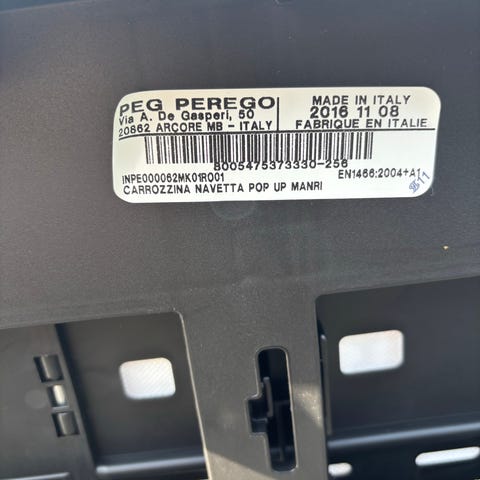 PEG PEREGO
Via A. De Gasperi, 50
20862 ARCORE MB - ITALY
MADE IN ITALY
2016 11 08
FABRIQUE EN ITALIE
8005475373330-256
INPE000062MK01RO01
EN1466:2004+A1
CARROZZINA NAVETTA POP UP MANRI